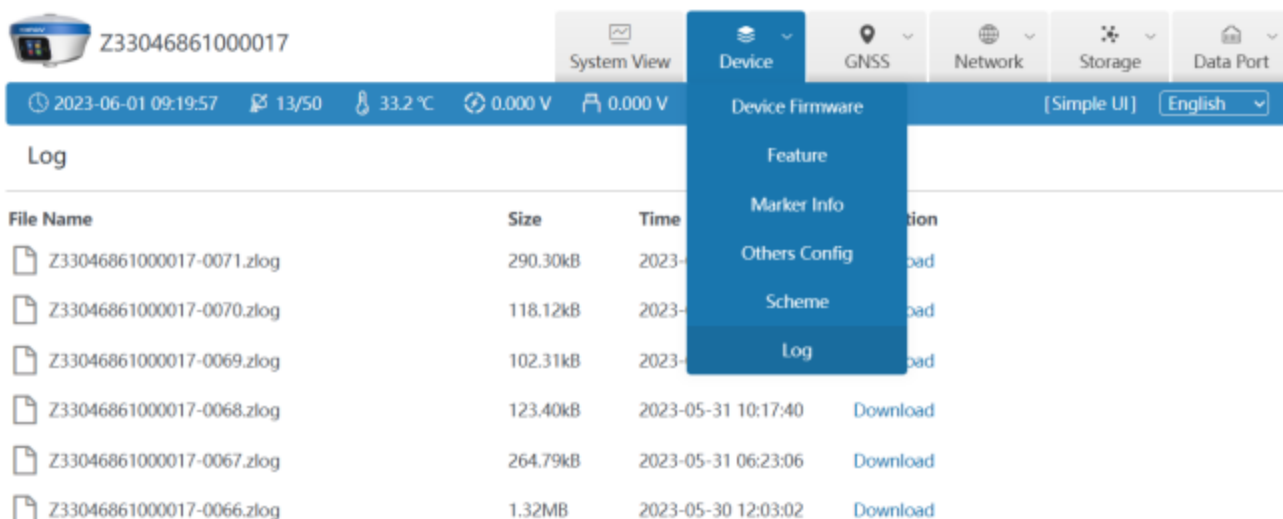 Z33046861000017
System View Device GNSS Network Storage Data Port
2023-06-01 09:19:57 13/50 33.2 ℃ 0.000 V 0.000 V [Simple UI] English
Device Firmware
Feature
Marker Info
Others Config
Scheme
Log
Log
File Name Size Time
Z33046861000017-0071.zlog 290.30kB
Z33046861000017-0070.zlog 118.12kB
Z33046861000017-0069.zlog 102.31kB
Z33046861000017-0068.zlog 123.40kB 2023-05-31 10:17:40 Download
Z33046861000017-0067.zlog 264.79kB 2023-05-31 06:23:06 Download
Z33046861000017-0066.zlog 1.32MB 2023-05-30 12:03:02 Download